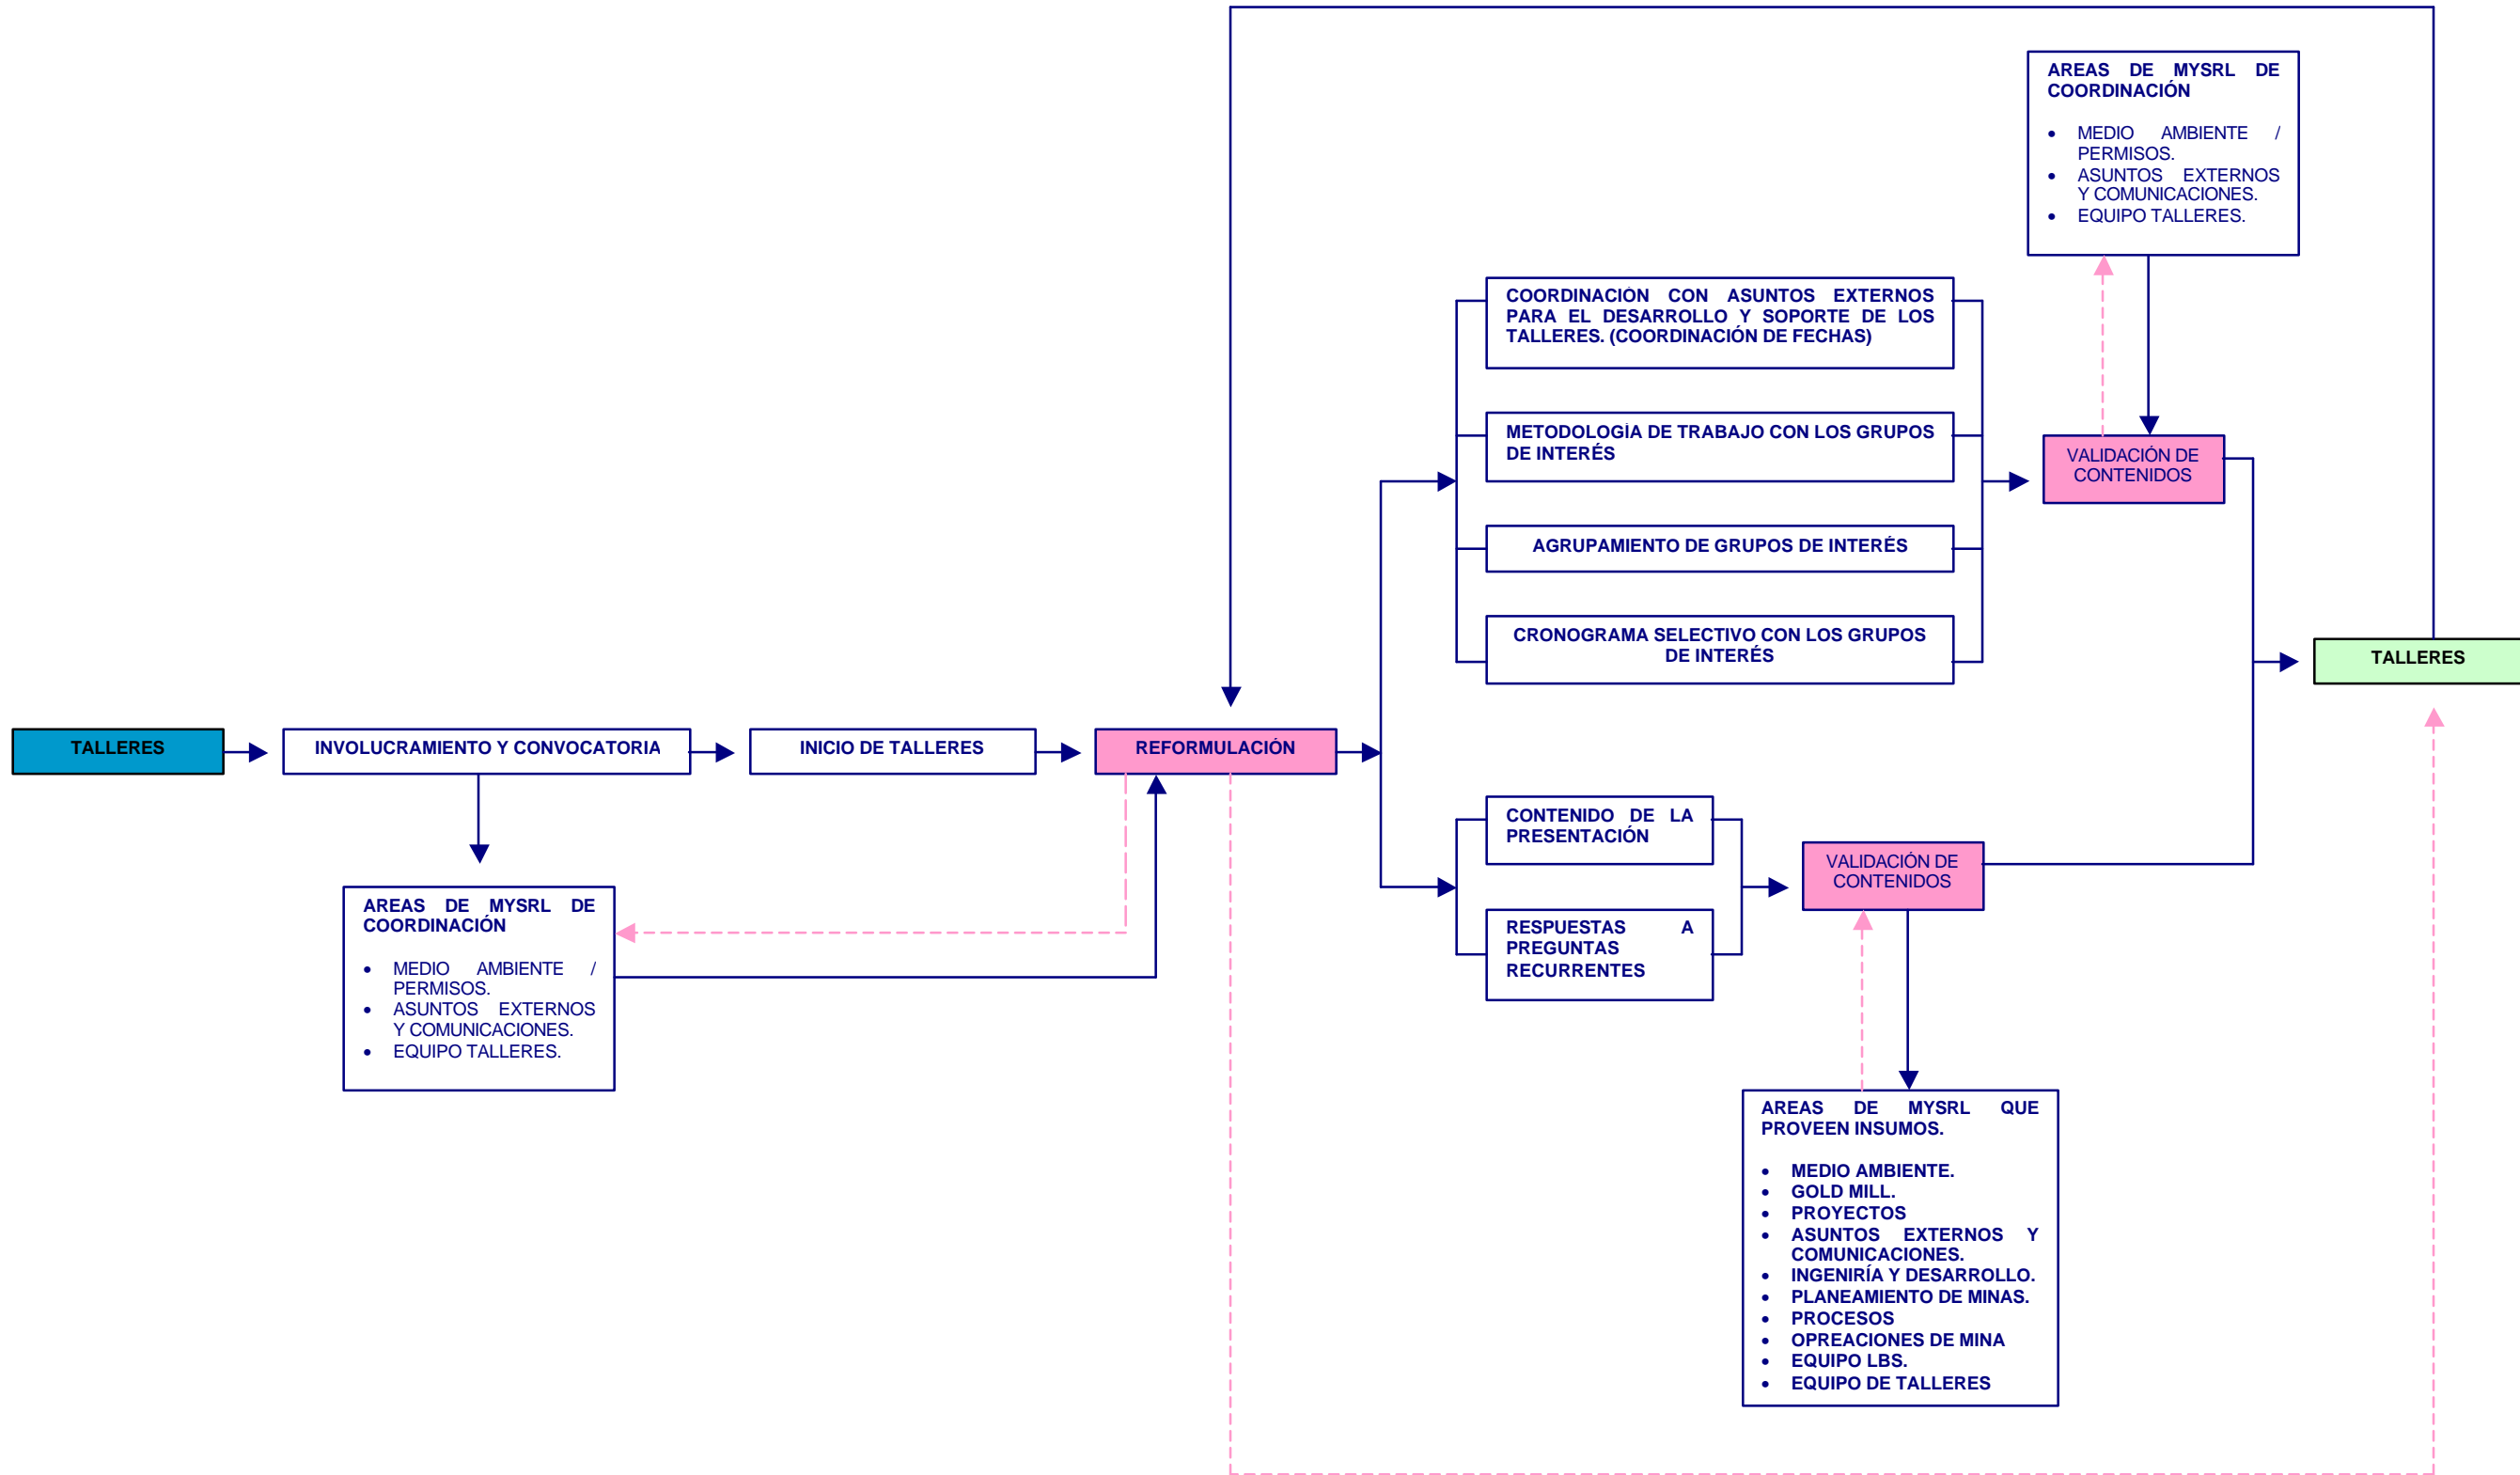 AREAS DE MYSRL DE
COORDINACIÓN
• MEDIO AMBIENTE /
PERMISOS.
• ASUNTOS EXTERNOS
Y COMUNICACIONES.
• EQUIPO TALLERES.
COORDINACIÓN CON ASUNTOS EXTERNOS
PARA EL DESARROLLO Y SOPORTE DE LOS
TALLERES. (COORDINACIÓN DE FECHAS)
METODOLOGÍA DE TRABAJO CON LOS GRUPOS
DE INTERÉS
VALIDACIÓN DE
CONTENIDOS
AGRUPAMIENTO DE GRUPOS DE INTERÉS
CRONOGRAMA SELECTIVO CON LOS GRUPOS
DE INTERÉS
TALLERES
TALLERES
INVOLUCRAMIENTO Y CONVOCATORIA
INICIO DE TALLERES
REFORMULACIÓN
CONTENIDO DE LA
PRESENTACIÓN
VALIDACIÓN DE
CONTENIDOS
RESPUESTAS A
PREGUNTAS
RECURRENTES
AREAS DE MYSRL DE
COORDINACIÓN
• MEDIO AMBIENTE /
PERMISOS.
• ASUNTOS EXTERNOS
Y COMUNICACIONES.
• EQUIPO TALLERES.
AREAS DE MYSRL QUE
PROVEEN INSUMOS.
• MEDIO AMBIENTE.
• GOLD MILL.
• PROYECTOS
• ASUNTOS EXTERNOS Y
COMUNICACIONES.
• INGENIRÍA Y DESARROLLO.
• PLANEAMIENTO DE MINAS.
• PROCESOS
• OPREACIONES DE MINA
• EQUIPO LBS.
• EQUIPO DE TALLERES